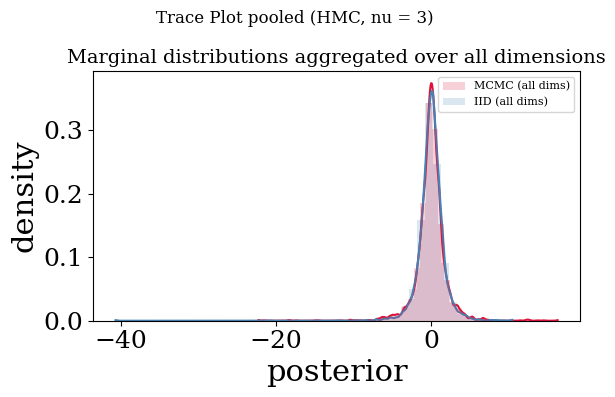 Trace Plot pooled (HMC, nu = 3)
Marginal distributions aggregated over all dimensions
MCMC (all dims)
IID (all dims)
density
0.3
0.2
0.1
0.0
−40
−20
0
posterior